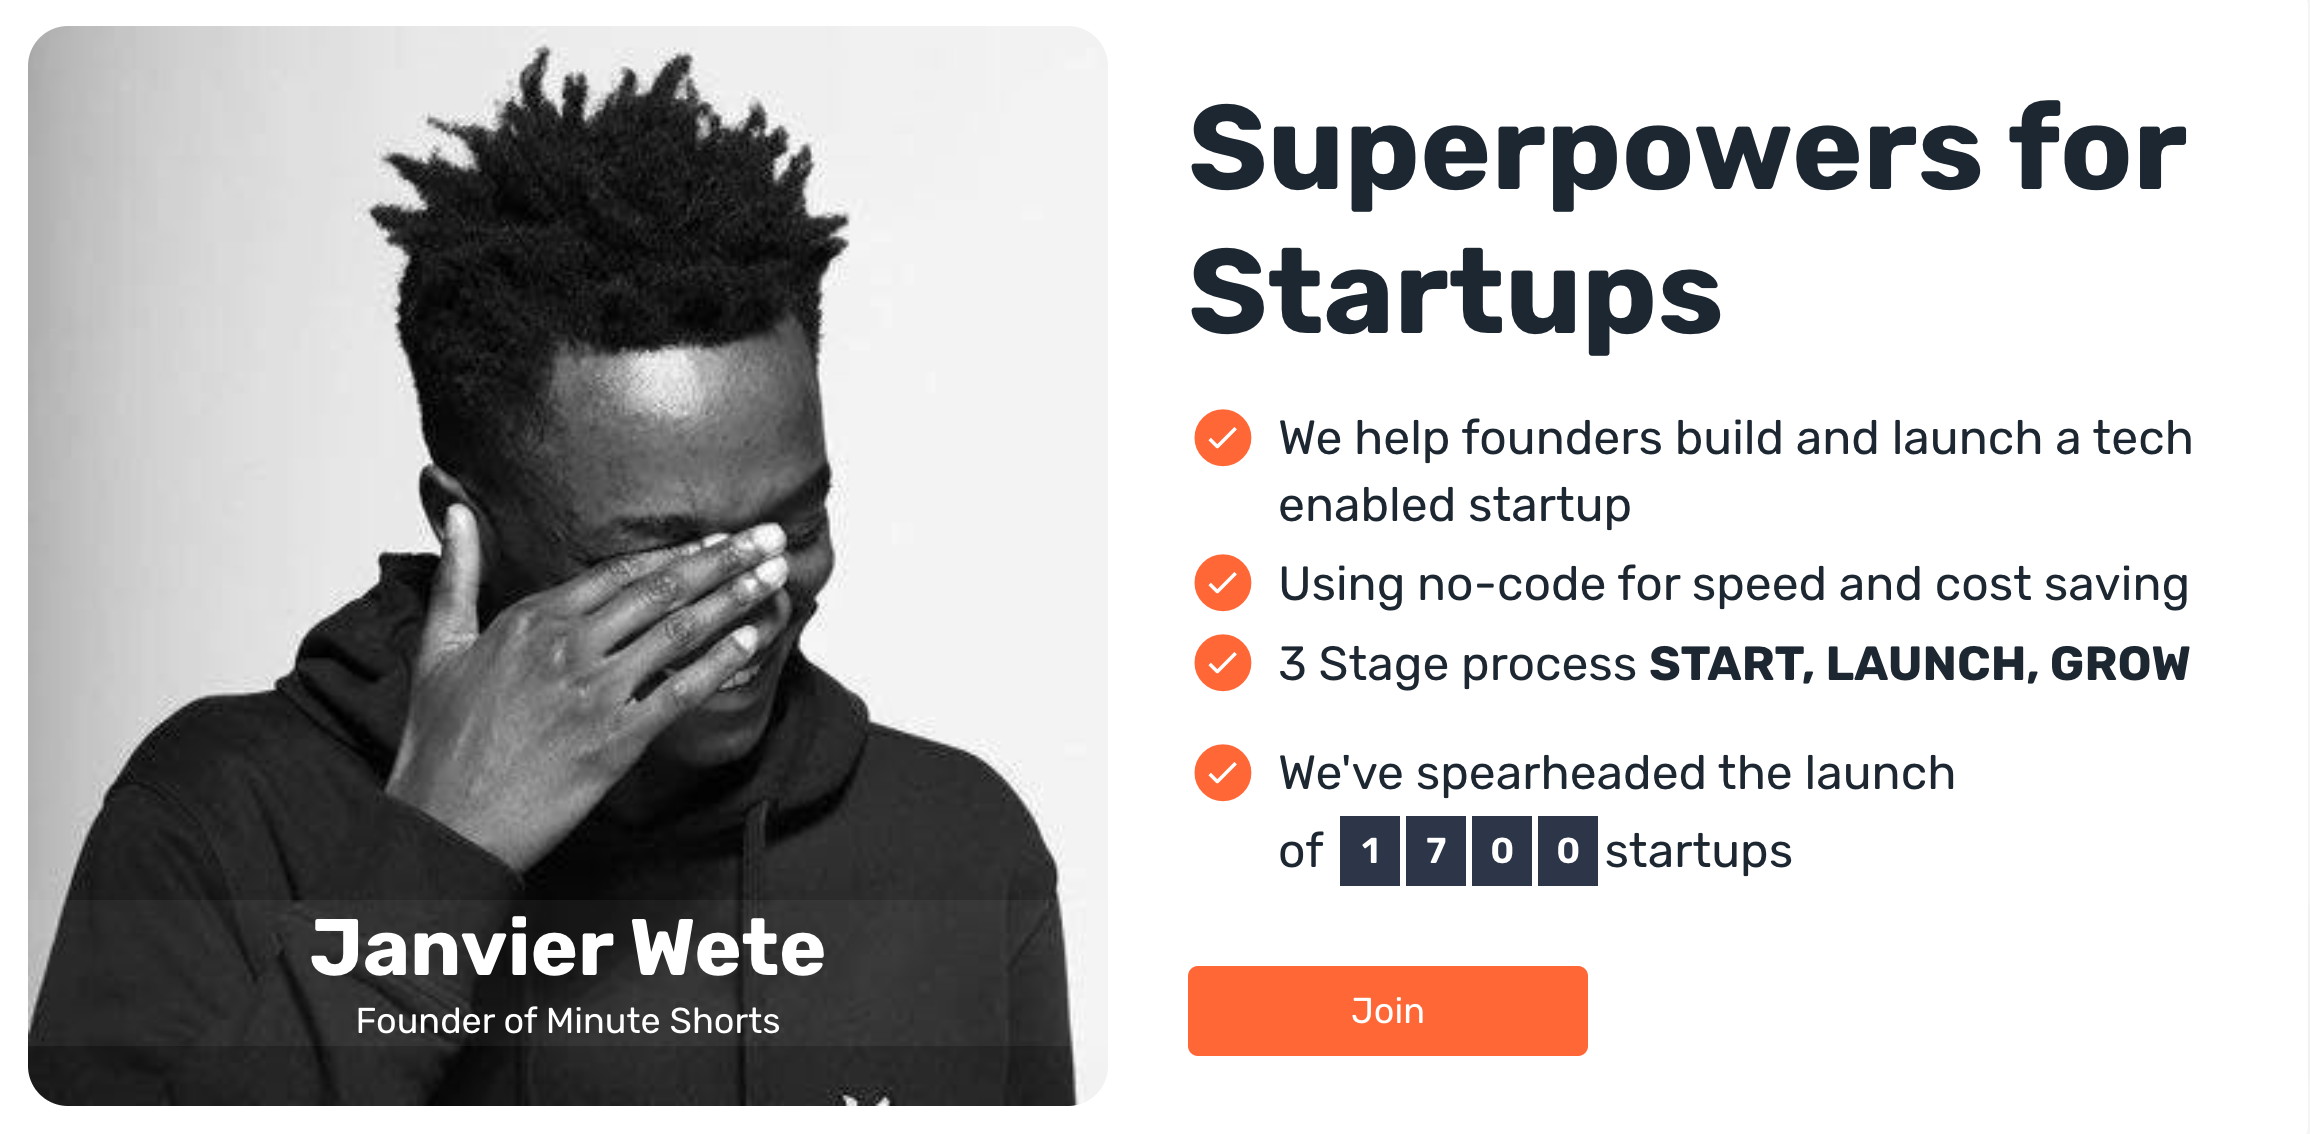 Superpowers for
Startups
We help founders build and launch a tech
enabled startup
Using no-code for speed and cost saving
3 Stage process START, LAUNCH, GROW
We've spearheaded the launch
of 1 7 0 0 startups
Join
Janvier Wete
Founder of Minute Shorts